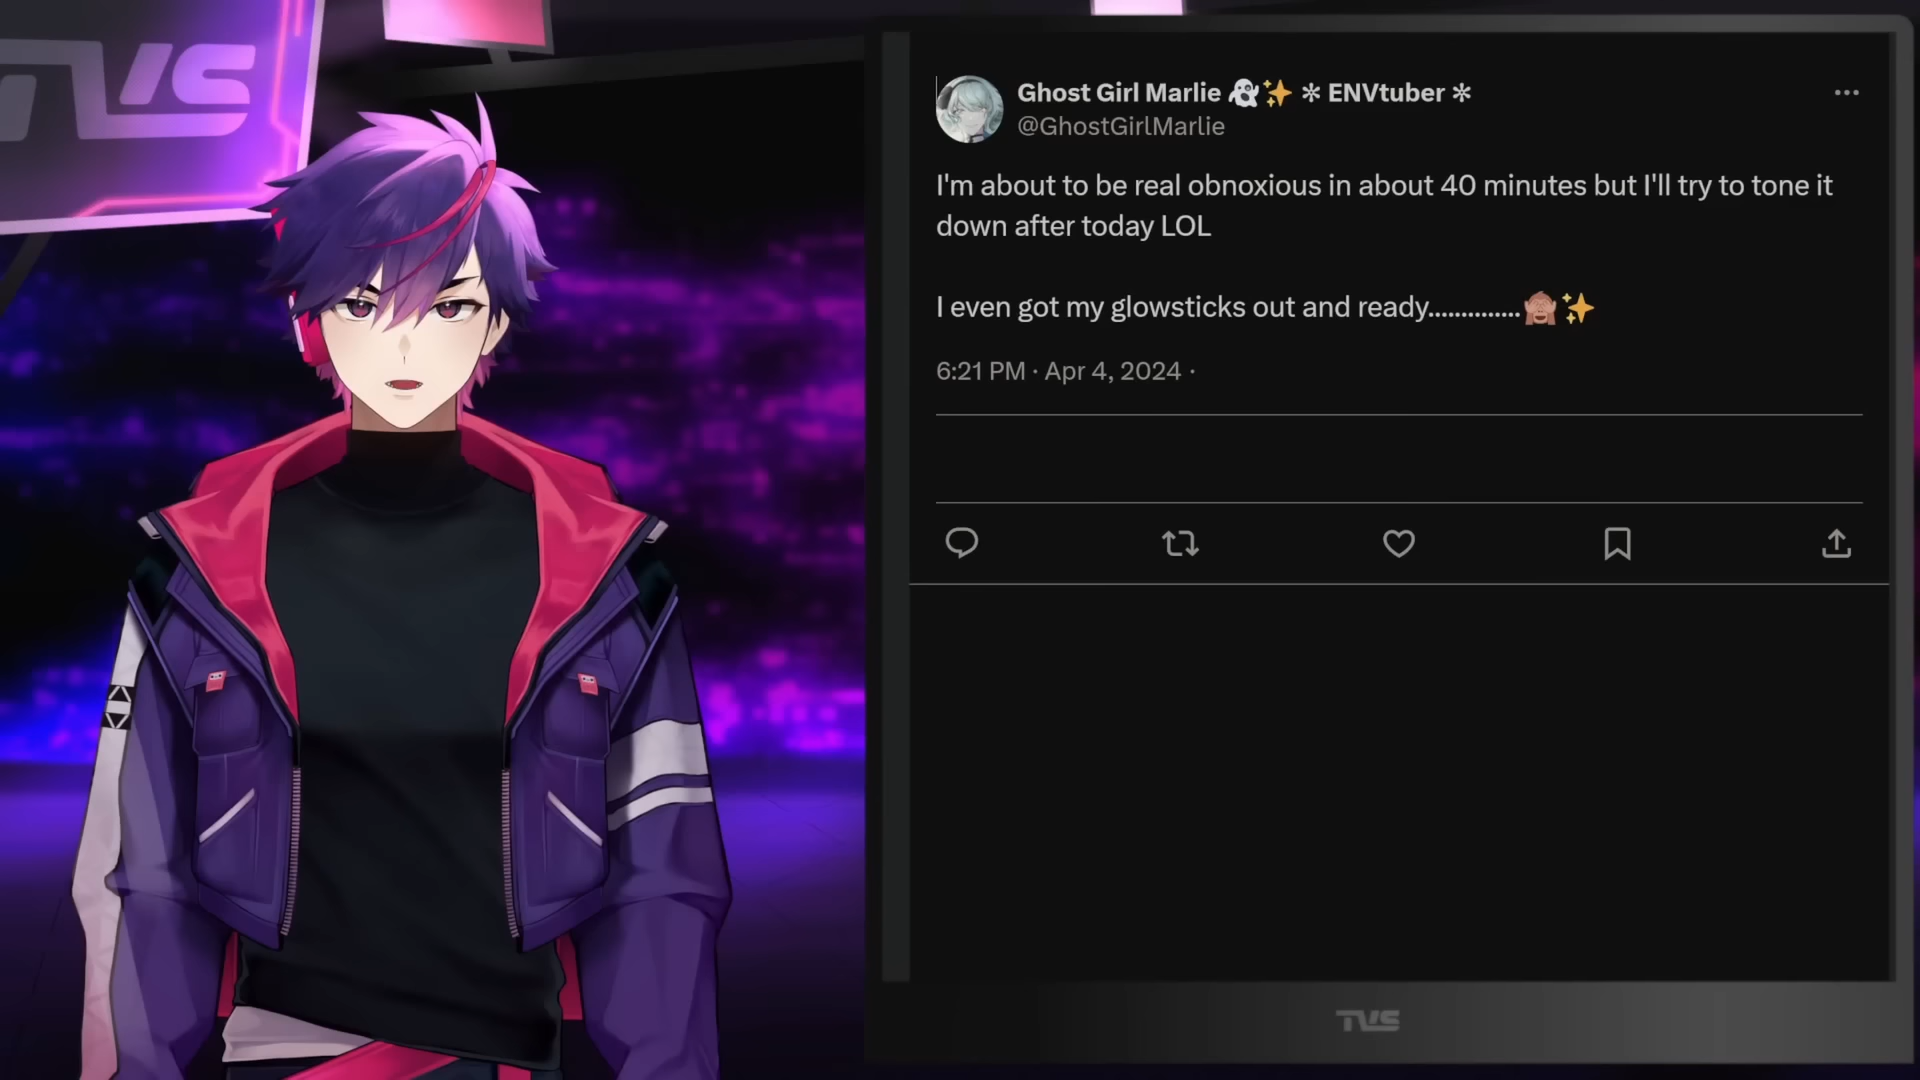 TVS
Ghost Girl Marlie 👻✨ ✼ ENVtuber ✼
@GhostGirlMarlie
I'm about to be real obnoxious in about 40 minutes but I'll try to tone it
down after today LOL
I even got my glowsticks out and ready..............🙈✨
6:21 PM · Apr 4, 2024 ·
TVS